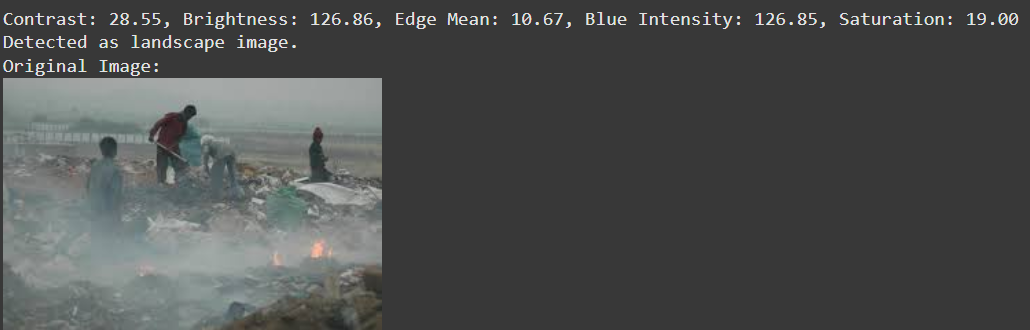 Contrast: 28.55, Brightness: 126.86, Edge Mean: 10.67, Blue Intensity: 126.85, Saturation: 19.00
Detected as landscape image.
Original Image: